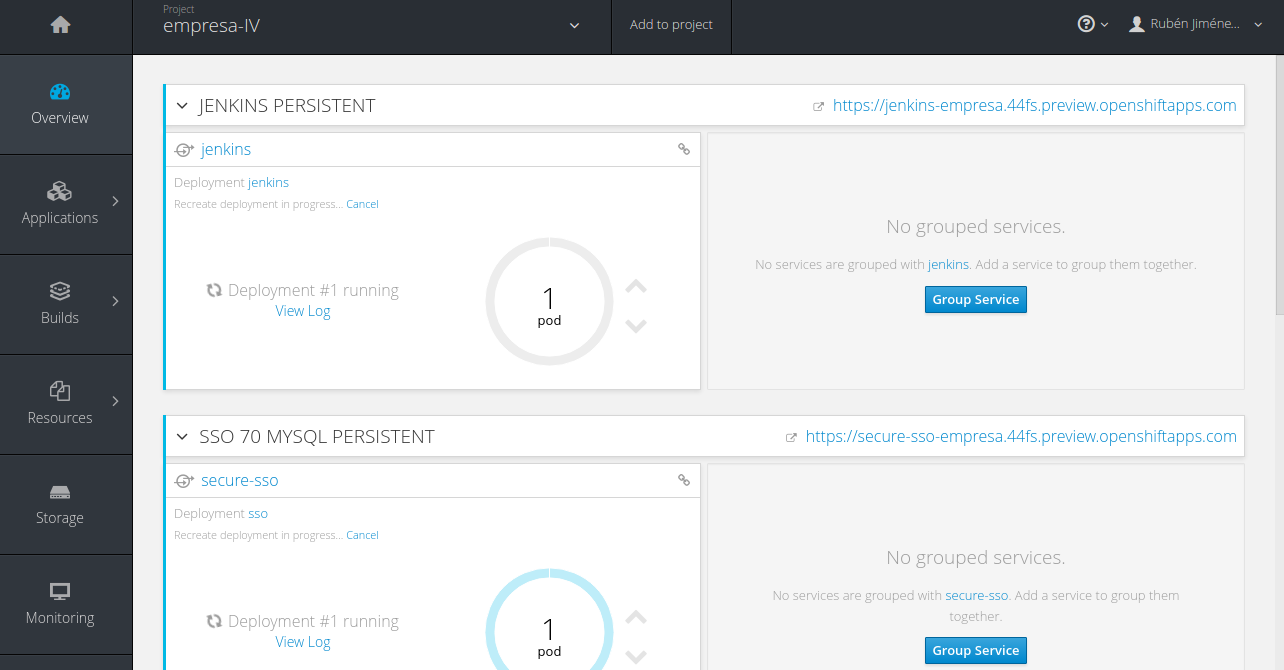 Project
empresa-IV
Add to project
Rubén Jiméne...
Overview
Applications
Builds
Resources
Storage
Monitoring
JENKINS PERSISTENT
https://jenkins-empresa.44fs.preview.openshiftapps.com
jenkins
Deployment jenkins
Recreate deployment in progress... Cancel
Deployment #1 running
View Log
1
pod
No grouped services.
No services are grouped with jenkins. Add a service to group them together.
Group Service
SSO 70 MYSQL PERSISTENT
https://secure-sso-empresa.44fs.preview.openshiftapps.com
secure-sso
Deployment sso
Recreate deployment in progress... Cancel
Deployment #1 running
View Log
1
pod
No grouped services.
No services are grouped with secure-sso. Add a service to group them
together.
Group Service